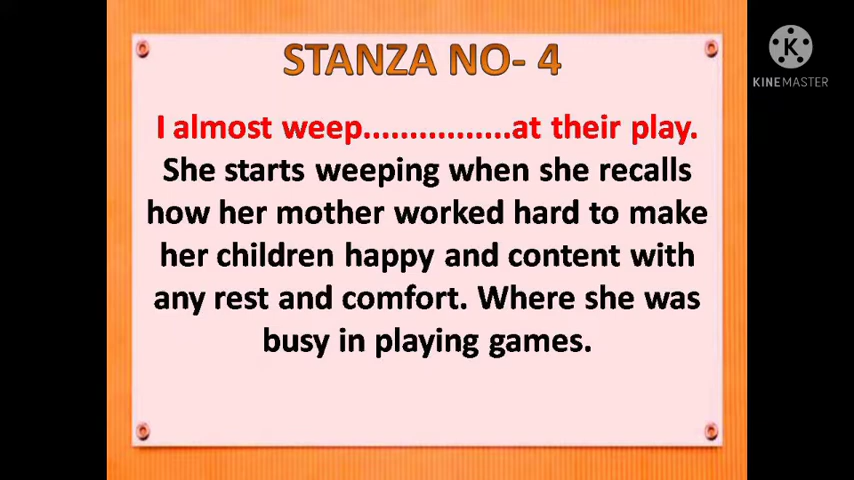 STANZA NO- 4
KINEMASTER
I almost weep................at their play.
She starts weeping when she recalls
how her mother worked hard to make
her children happy and content with
any rest and comfort. Where she was
busy in playing games.